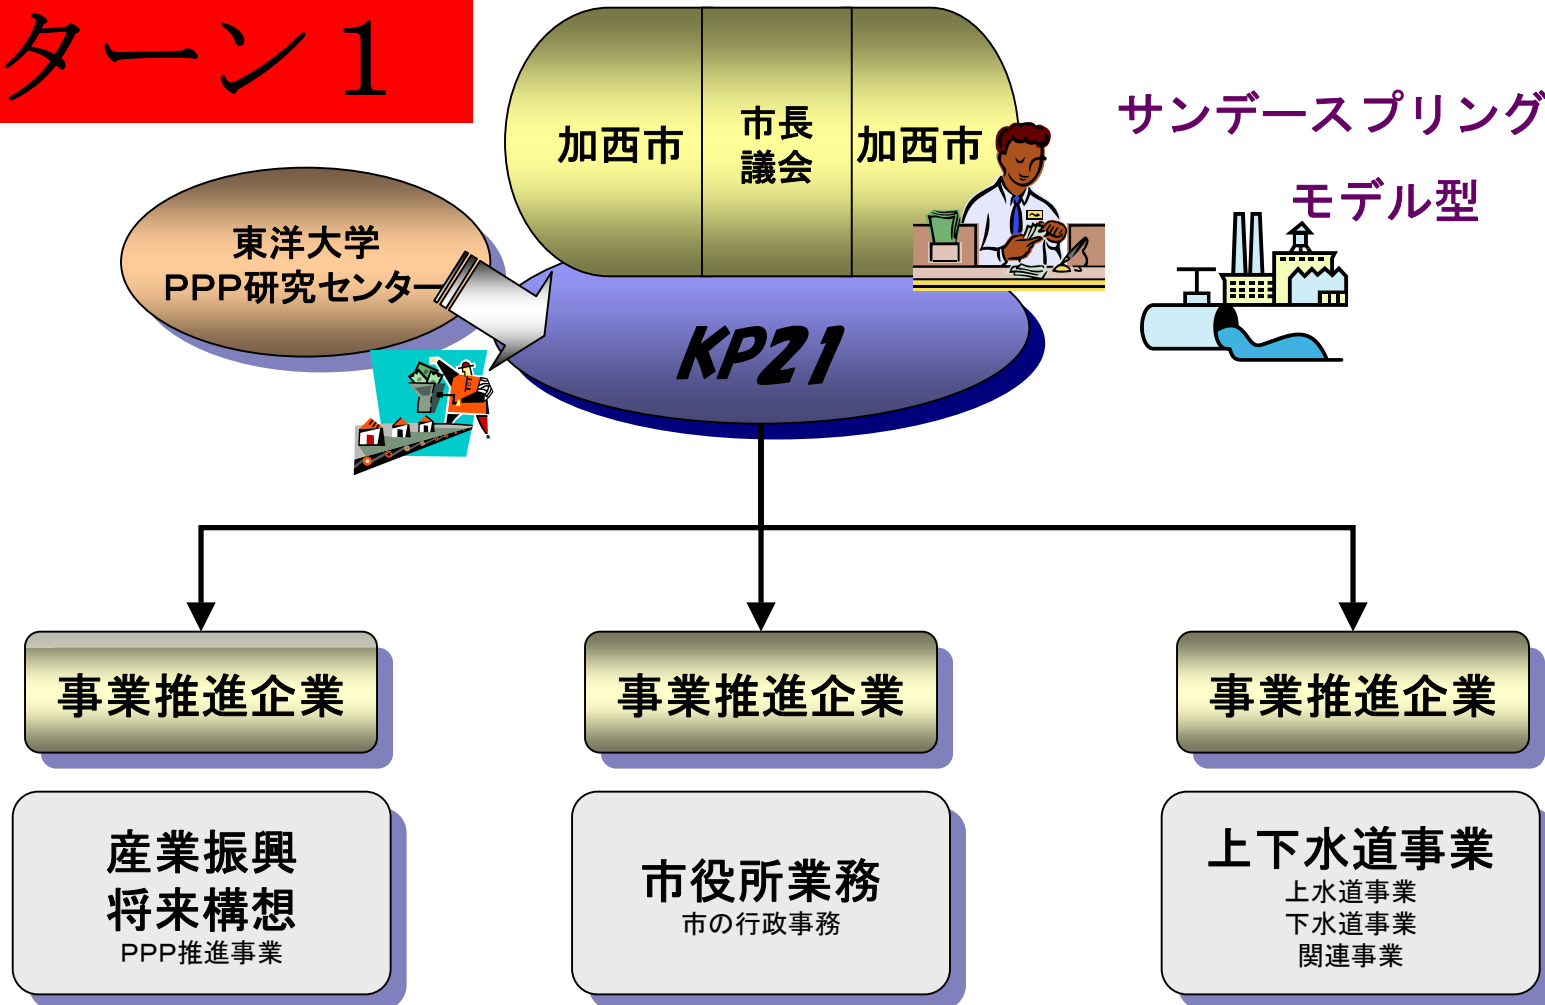 ターン１
サンデースプリング
モデル型
加西市
市長
議会
加西市
東洋大学
PPP研究センター
KP21
事業推進企業
事業推進企業
事業推進企業
産業振興
将来構想
PPP推進事業
市役所業務
市の行政事務
上下水道事業
上水道事業
下水道事業
関連事業